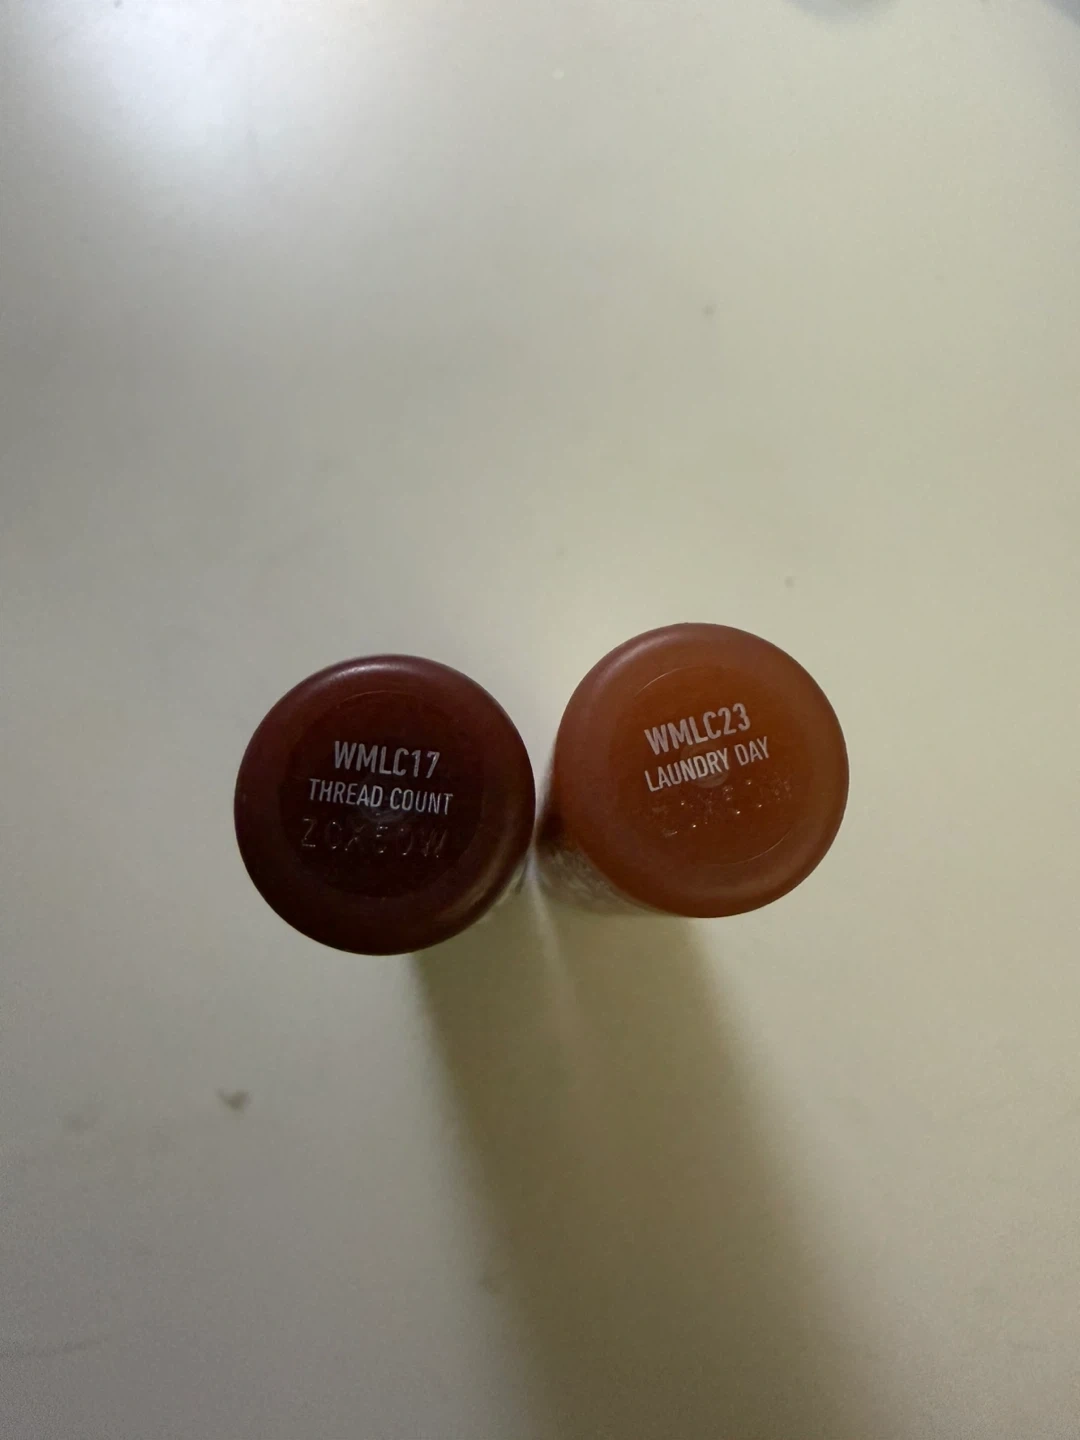 WMLC17
THREAD COUNT
WMLC23
LAUNDRY DAY